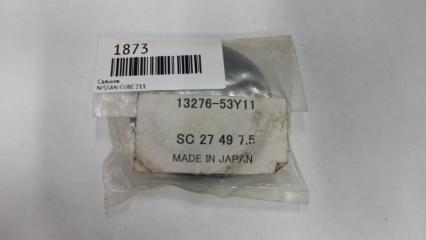 1873
Сальник
NISSAN CUBE Z11
13276-53Y11
SC 27 49 7.5
MADE IN JAPAN